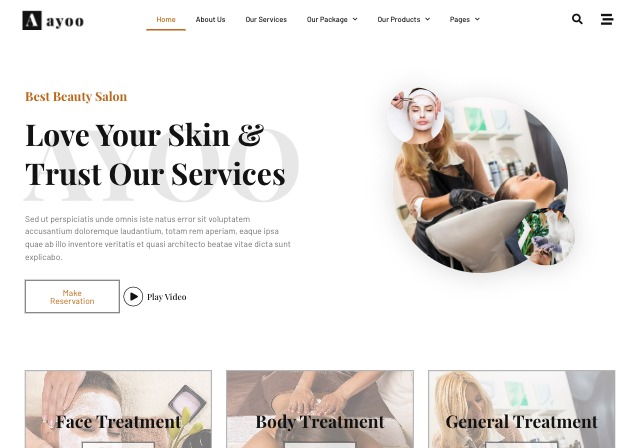 A ayoo
Home About Us Our Services Our Package Our Products Pages
Best Beauty Salon
AYOO
Love Your Skin &
Trust Our Services
Sed ut perspiciatis unde omnis iste natus error sit voluptatem
accusantium doloremque laudantium, totam rem aperiam, eaque ipsa
quae ab illo inventore veritatis et quasi architecto beatae vitae dicta sunt
explicabo.
Make
Reservation
Play Video
Face Treatment Body Treatment General Treatment